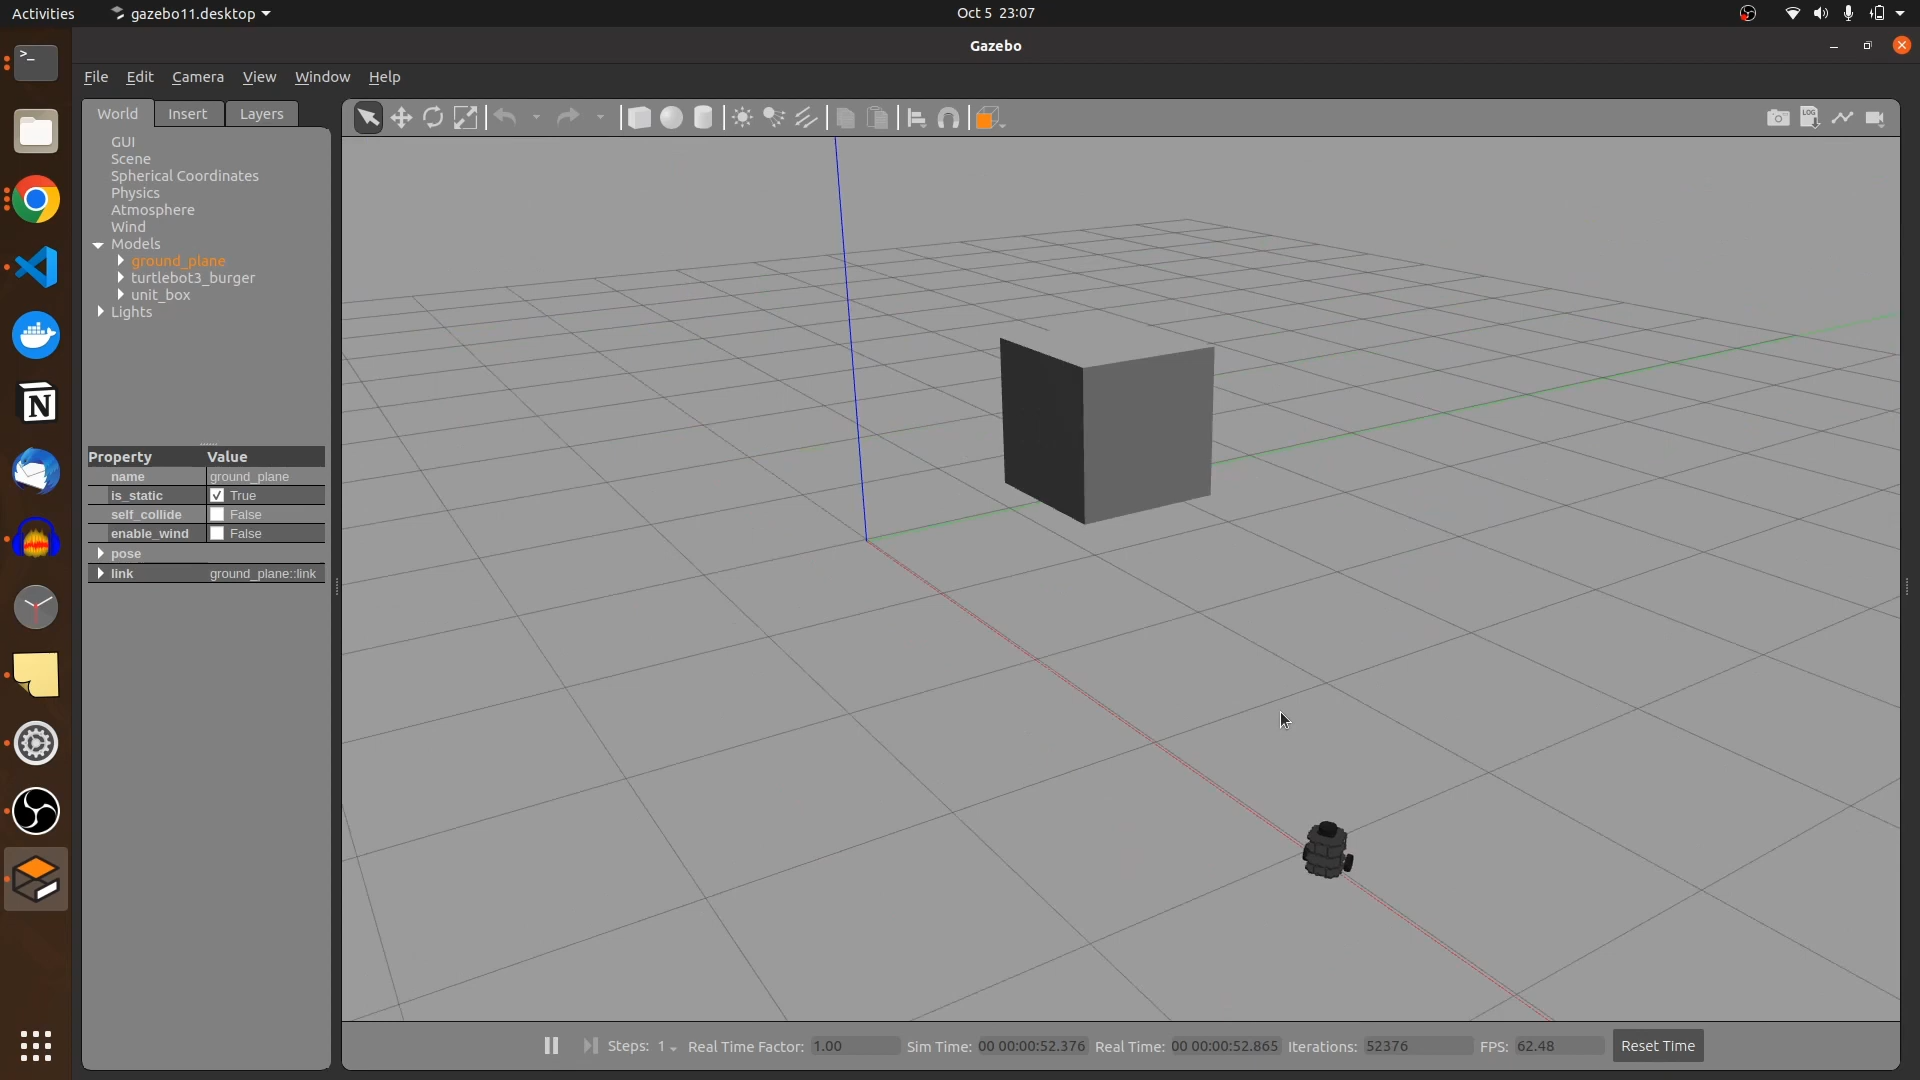 Activities
gazebo11.desktop
Oct 5 23:07
Gazebo
File Edit Camera View Window Help
World Insert Layers
GUI
Scene
Spherical Coordinates
Physics
Atmosphere
Wind
Models
ground_plane
turtlebot3_burger
unit_box
Lights
Property Value
name ground_plane
is_static True
self_collide False
enable_wind False
pose
link ground_plane::link
LOG
Steps: 1 Real Time Factor: 1.00 Sim Time: 00 00:00:52.376 Real Time: 00 00:00:52.865 Iterations: 52376 FPS: 62.48 Reset Time